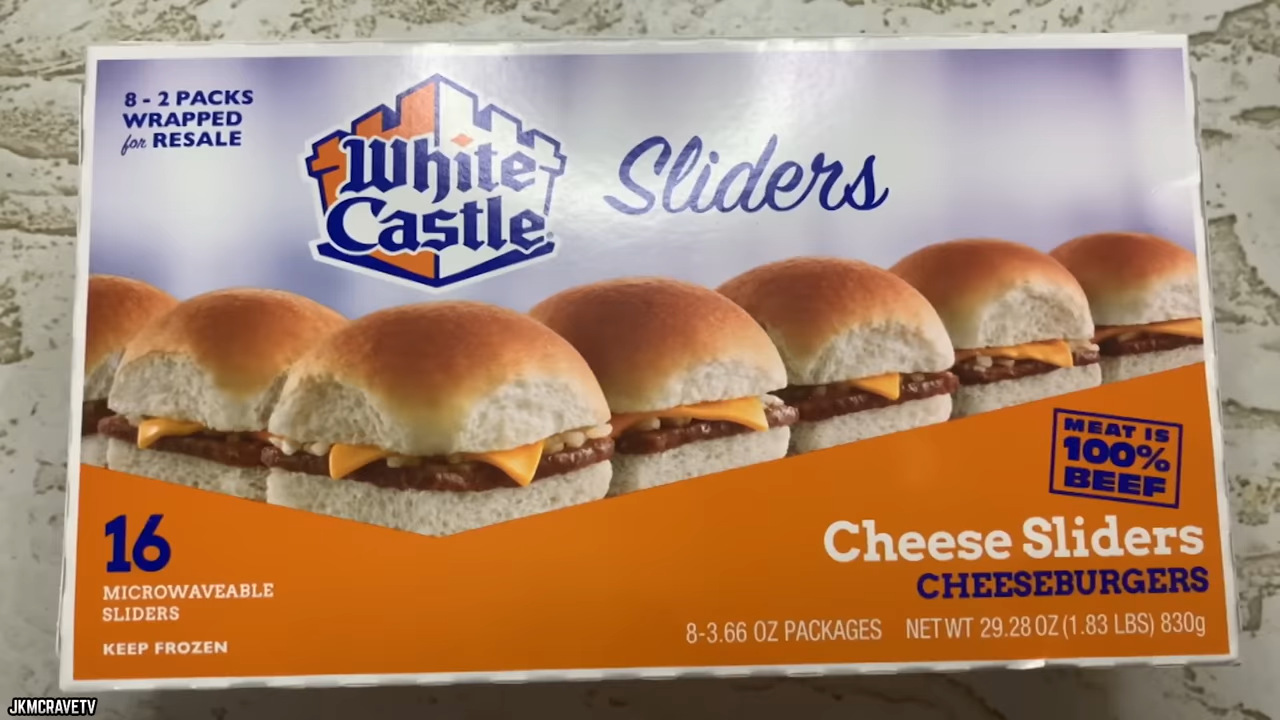 8 - 2 PACKS
WRAPPED
for RESALE
White
Castle
Sliders
MEAT IS
100%
BEEF
16
MICROWAVEABLE
SLIDERS
KEEP FROZEN
Cheese Sliders
CHEESEBURGERS
8-3.66 OZ PACKAGES NET WT 29.28 OZ (1.83 LBS) 830g
JKMCRAVETV